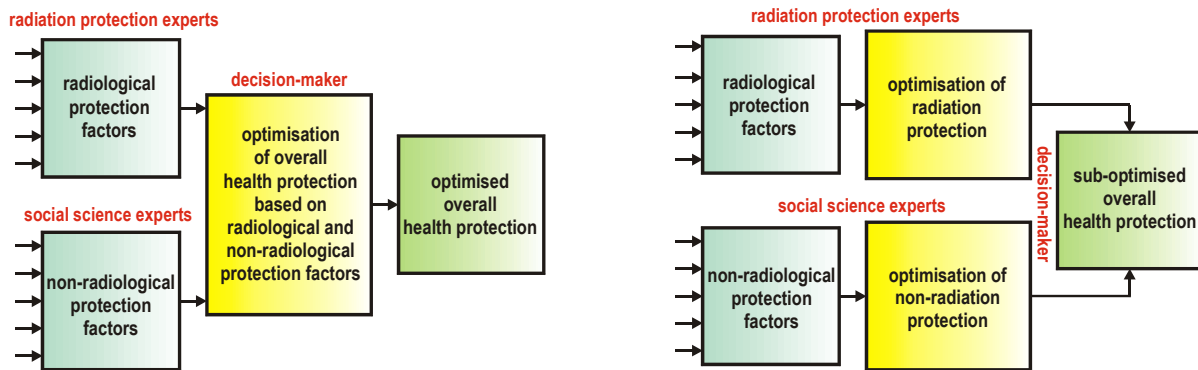 radiation protection experts
radiological
protection
factors
decision-maker
optimisation
of overall
health protection
based on
radiological and
non-radiological
protection factors
optimised
overall
health protection
social science experts
non-radiological
protection
factors
radiation protection experts
radiological
protection
factors
optimisation of
radiation
protection
decision-maker
sub-optimised
overall
health protection
social science experts
non-radiological
protection
factors
optimisation of
non-radiation
protection